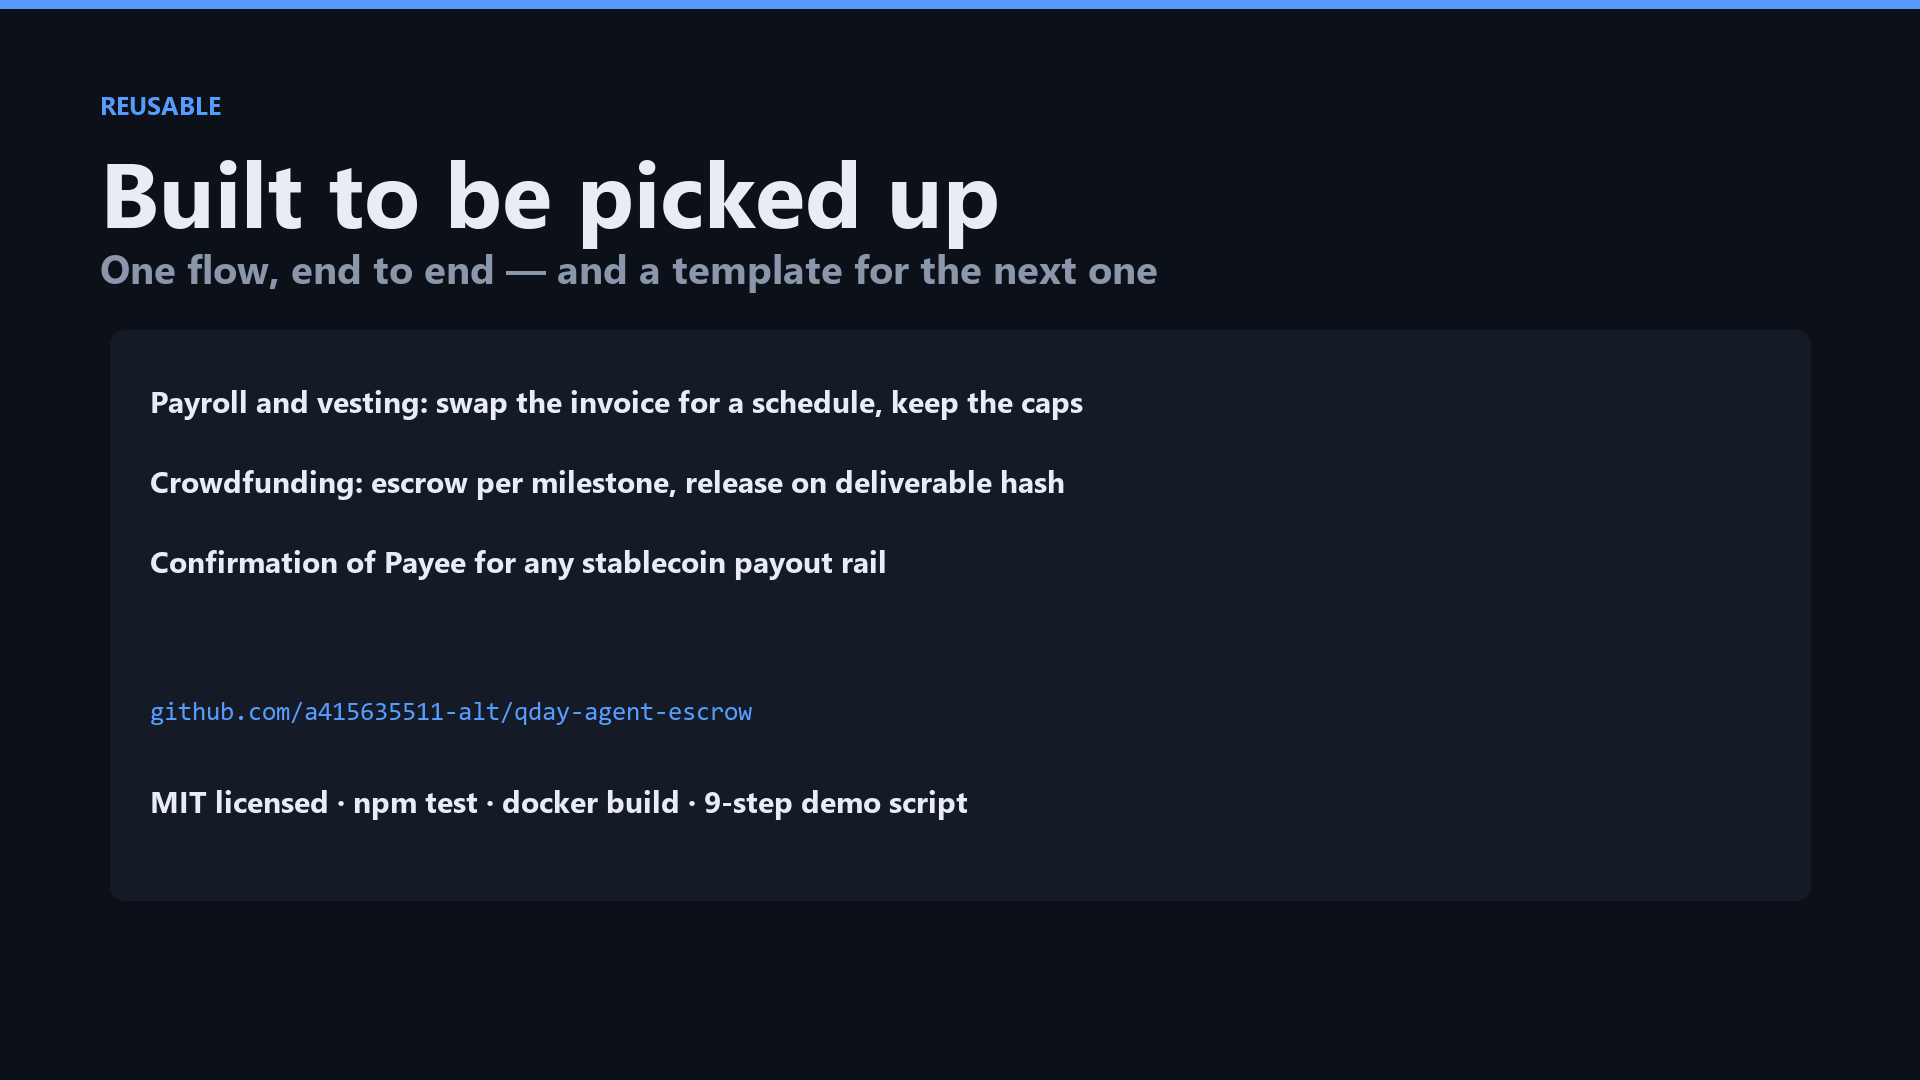 REUSABLE
Built to be picked up
One flow, end to end — and a template for the next one
Payroll and vesting: swap the invoice for a schedule, keep the caps
Crowdfunding: escrow per milestone, release on deliverable hash
Confirmation of Payee for any stablecoin payout rail
github.com/a415635511-alt/qday-agent-escrow
MIT licensed · npm test · docker build · 9-step demo script